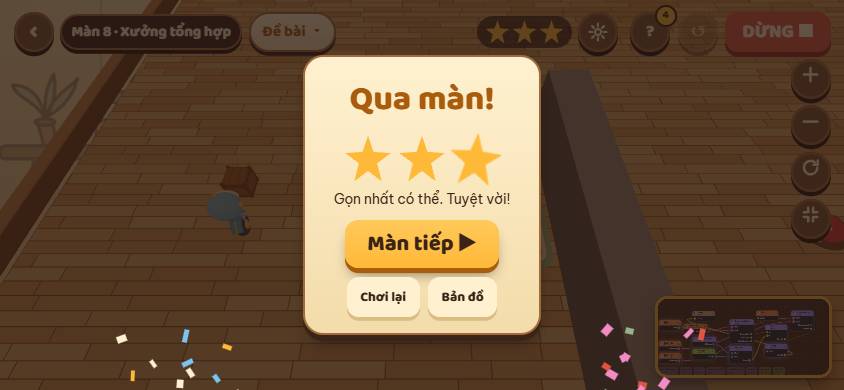 Màn 8 · Xưởng tổng hợp
Đề bài
?
4
DỪNG
Qua màn!
Gọn nhất có thể. Tuyệt vời!
Màn tiếp
Chơi lại
Bản đồ